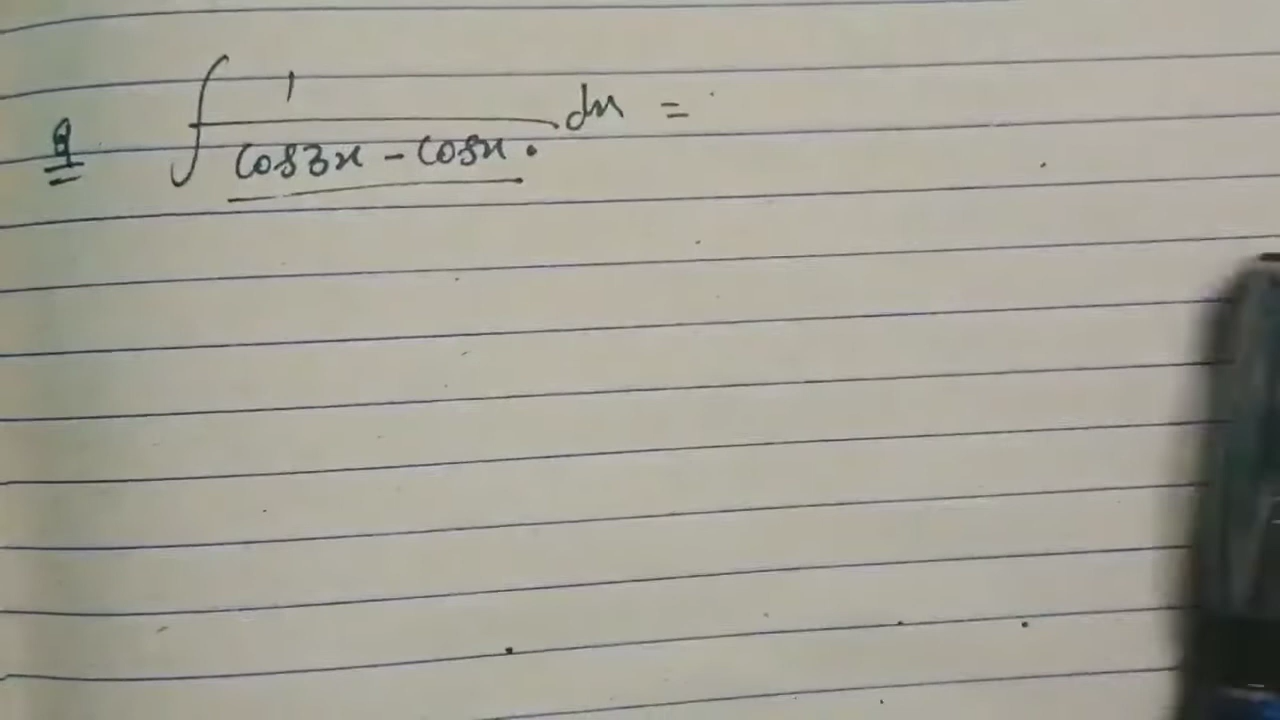 Q ∫ 1/(cos3x - cosx) dx =